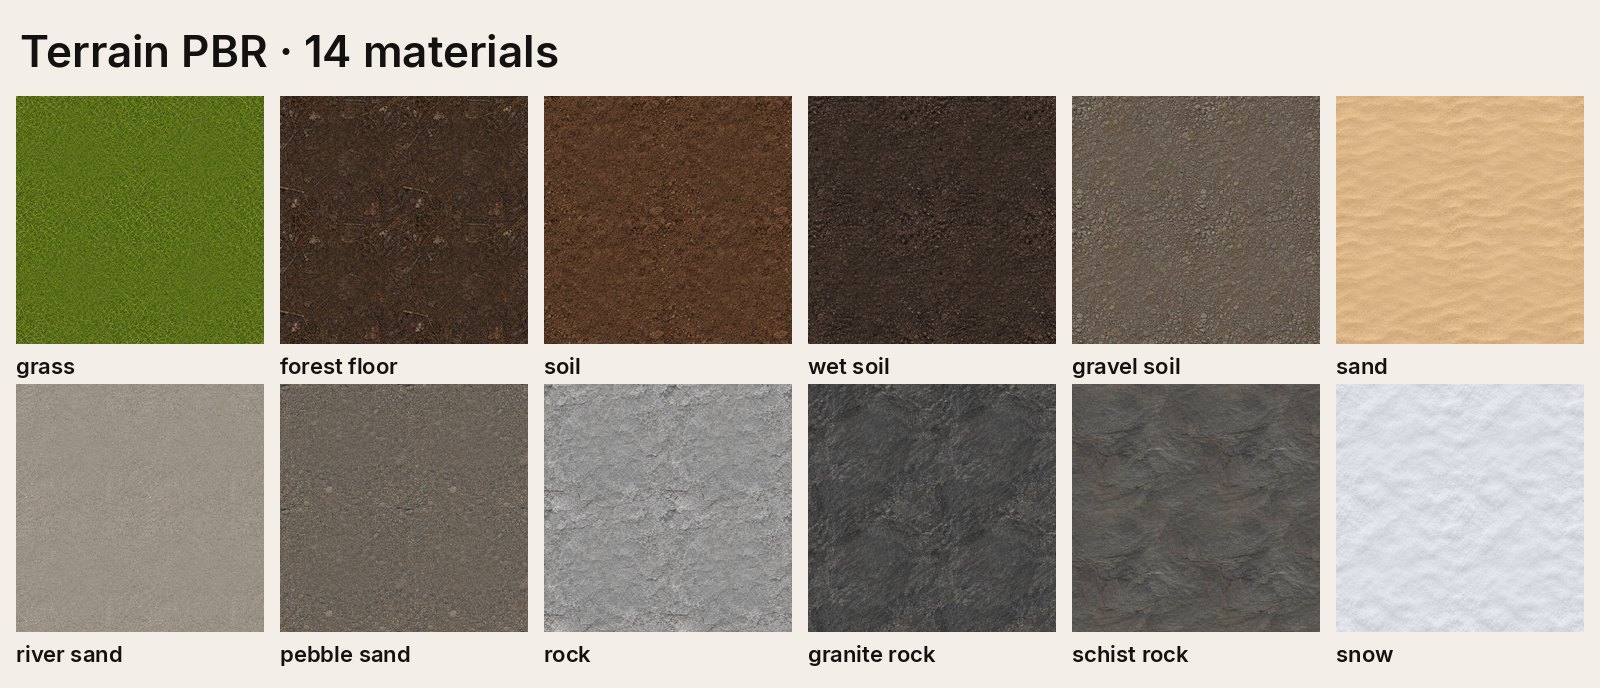 Terrain PBR · 14 materials
grass
forest floor
soil
wet soil
gravel soil
sand
river sand
pebble sand
rock
granite rock
schist rock
snow